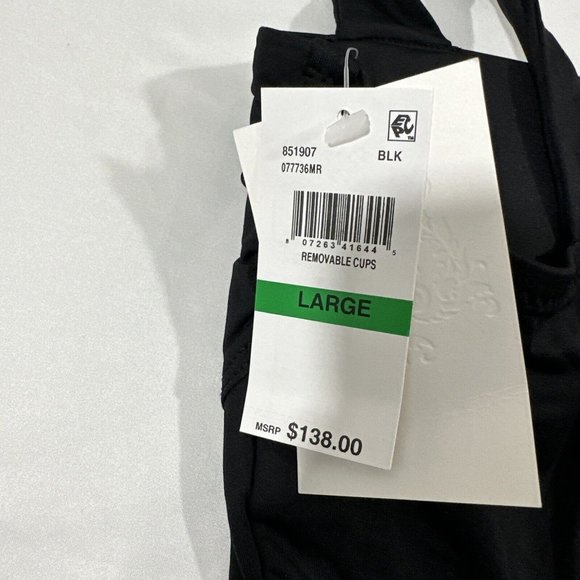 851907 BLK
077736MR
8 07263 41644 5
REMOVABLE CUPS
LARGE
MSRP $138.00